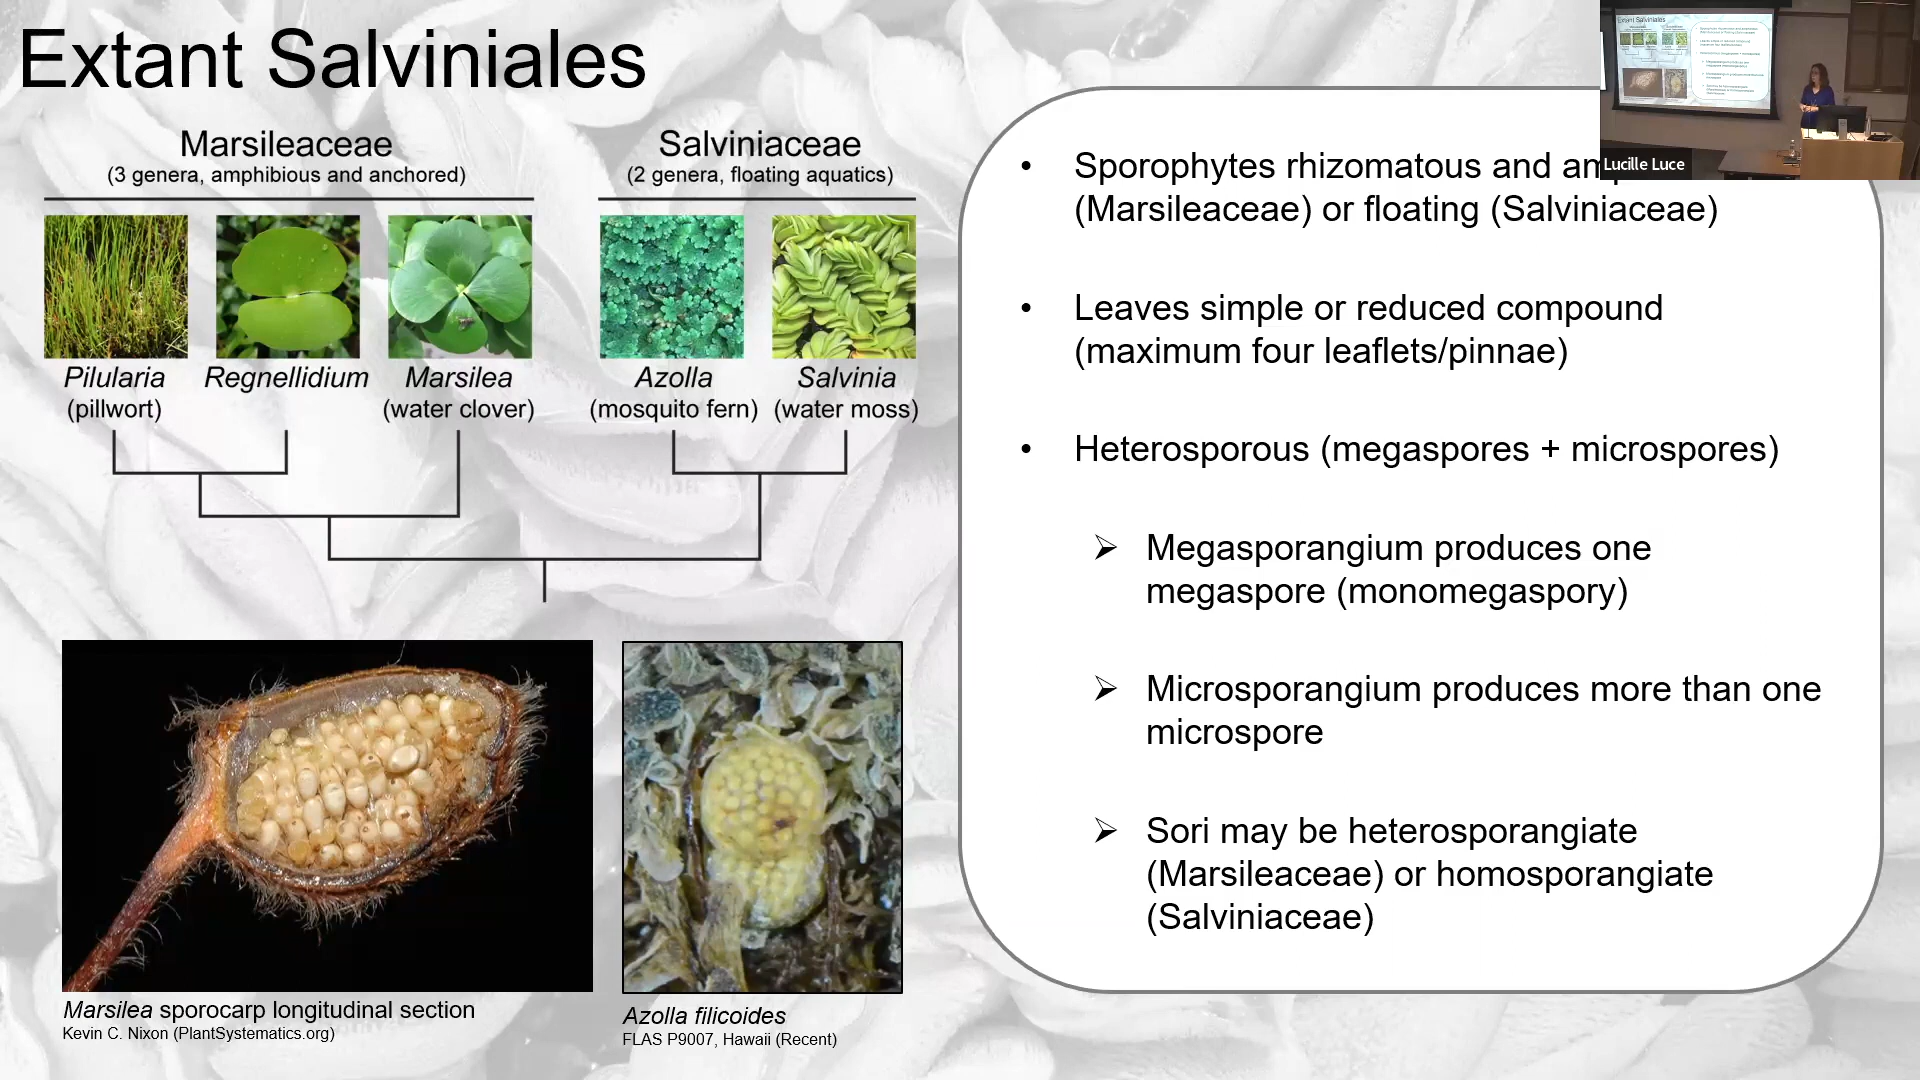 Extant Salviniales
Marsileaceae
(3 genera, amphibious and anchored)
Salviniaceae
(2 genera, floating aquatics)
Pilularia
(pillwort)
Regnellidium
Marsilea
(water clover)
Azolla
(mosquito fern)
Salvinia
(water moss)
Marsilea sporocarp longitudinal section
Kevin C. Nixon (PlantSystematics.org)
Azolla filicoides
FLAS P9007, Hawaii (Recent)
• Sporophytes rhizomatous and
(Marsileaceae) or floating (Salviniaceae)
• Leaves simple or reduced compound
(maximum four leaflets/pinnae)
• Heterosporous (megaspores + microspores)
➢ Megasporangium produces one
megaspore (monomegaspory)
➢ Microsporangium produces more than one
microspore
➢ Sori may be heterosporangiate
(Marsileaceae) or homosporangiate
(Salviniaceae)
Extant Salviniales
Lucille Luce